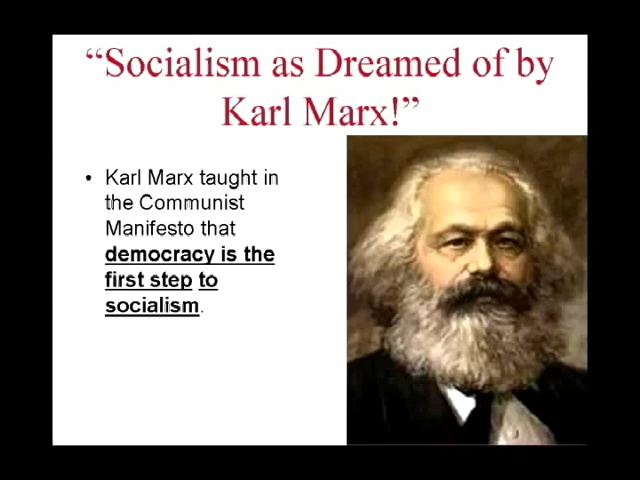 “Socialism as Dreamed of by
Karl Marx!”
• Karl Marx taught in
the Communist
Manifesto that
democracy is the
first step to
socialism.